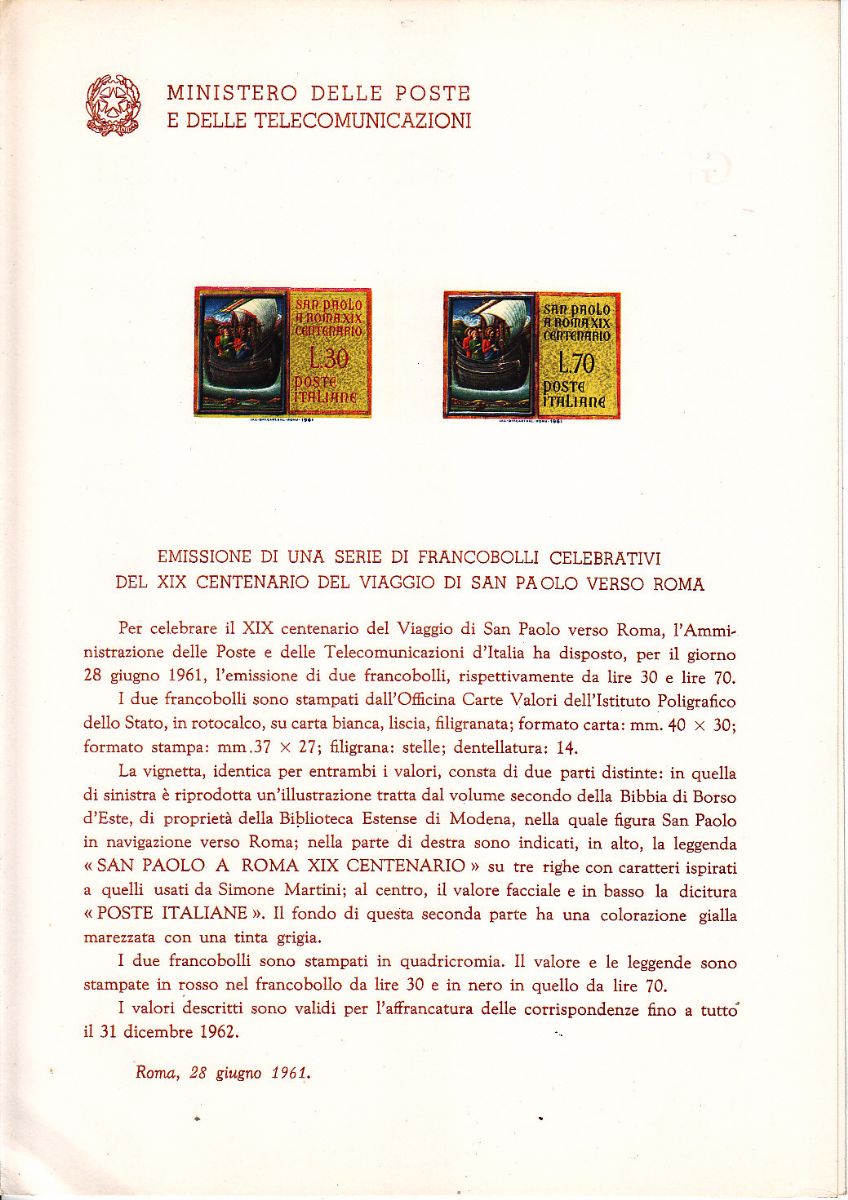 MINISTERO DELLE POSTE
E DELLE TELECOMUNICAZIONI
SAN PAOLO
A ROMA XIX
CENTENARIO
L.30
POSTE
ITALIANE
SAN PAOLO
A ROMA XIX
CENTENARIO
L.70
POSTE
ITALIANE
1961
1961
EMISSIONE DI UNA SERIE DI FRANCOBOLLI CELEBRATIVI
DEL XIX CENTENARIO DEL VIAGGIO DI SAN PAOLO VERSO ROMA
Per celebrare il XIX centenario del Viaggio di San Paolo verso Roma, l'Ammi-
nistrazione delle Poste e delle Telecomunicazioni d'Italia ha disposto, per il giorno
28 giugno 1961, l'emissione di due francobolli, rispettivamente da lire 30 e lire 70.
I due francobolli sono stampati dall'Officina Carte Valori dell'Istituto Poligrafico
dello Stato, in rotocalco, su carta bianca, liscia, filigranata; formato carta: mm. 40 × 30;
formato stampa: mm.37 × 27; filigrana: stelle; dentellatura: 14.
La vignetta, identica per entrambi i valori, consta di due parti distinte: in quella
di sinistra è riprodotta un'illustrazione tratta dal volume secondo della Bibbia di Borso
d'Este, di proprietà della Biblioteca Estense di Modena, nella quale figura San Paolo
in navigazione verso Roma; nella parte di destra sono indicati, in alto, la leggenda
« SAN PAOLO A ROMA XIX CENTENARIO » su tre righe con caratteri ispirati
a quelli usati da Simone Martini; al centro, il valore facciale e in basso la dicitura
« POSTE ITALIANE ». Il fondo di questa seconda parte ha una colorazione gialla
marezzata con una tinta grigia.
I due francobolli sono stampati in quadricromia. Il valore e le leggende sono
stampate in rosso nel francobollo da lire 30 e in nero in quello da lire 70.
I valori descritti sono validi per l'affrancatura delle corrispondenze fino a tutto
il 31 dicembre 1962.
Roma, 28 giugno 1961.